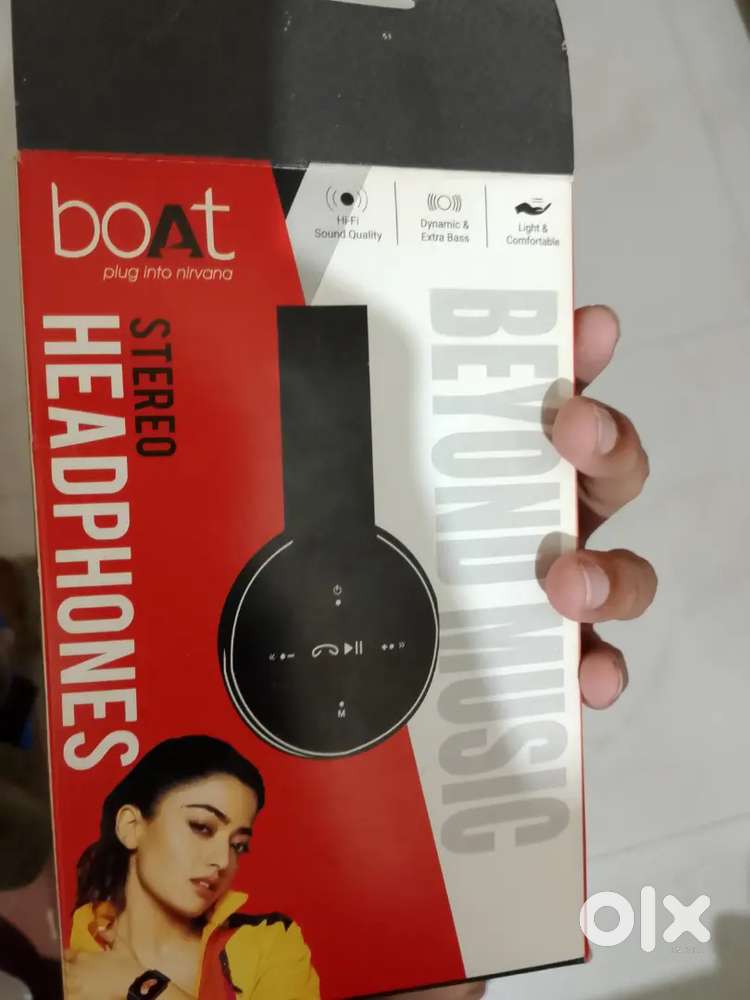 boAt
plug into nirvana
Hi-Fi
Sound Quality
Dynamic &
Extra Bass
Light &
Comfortable
STEREO
HEADPHONES
BEYOND MUSIC
M
olx